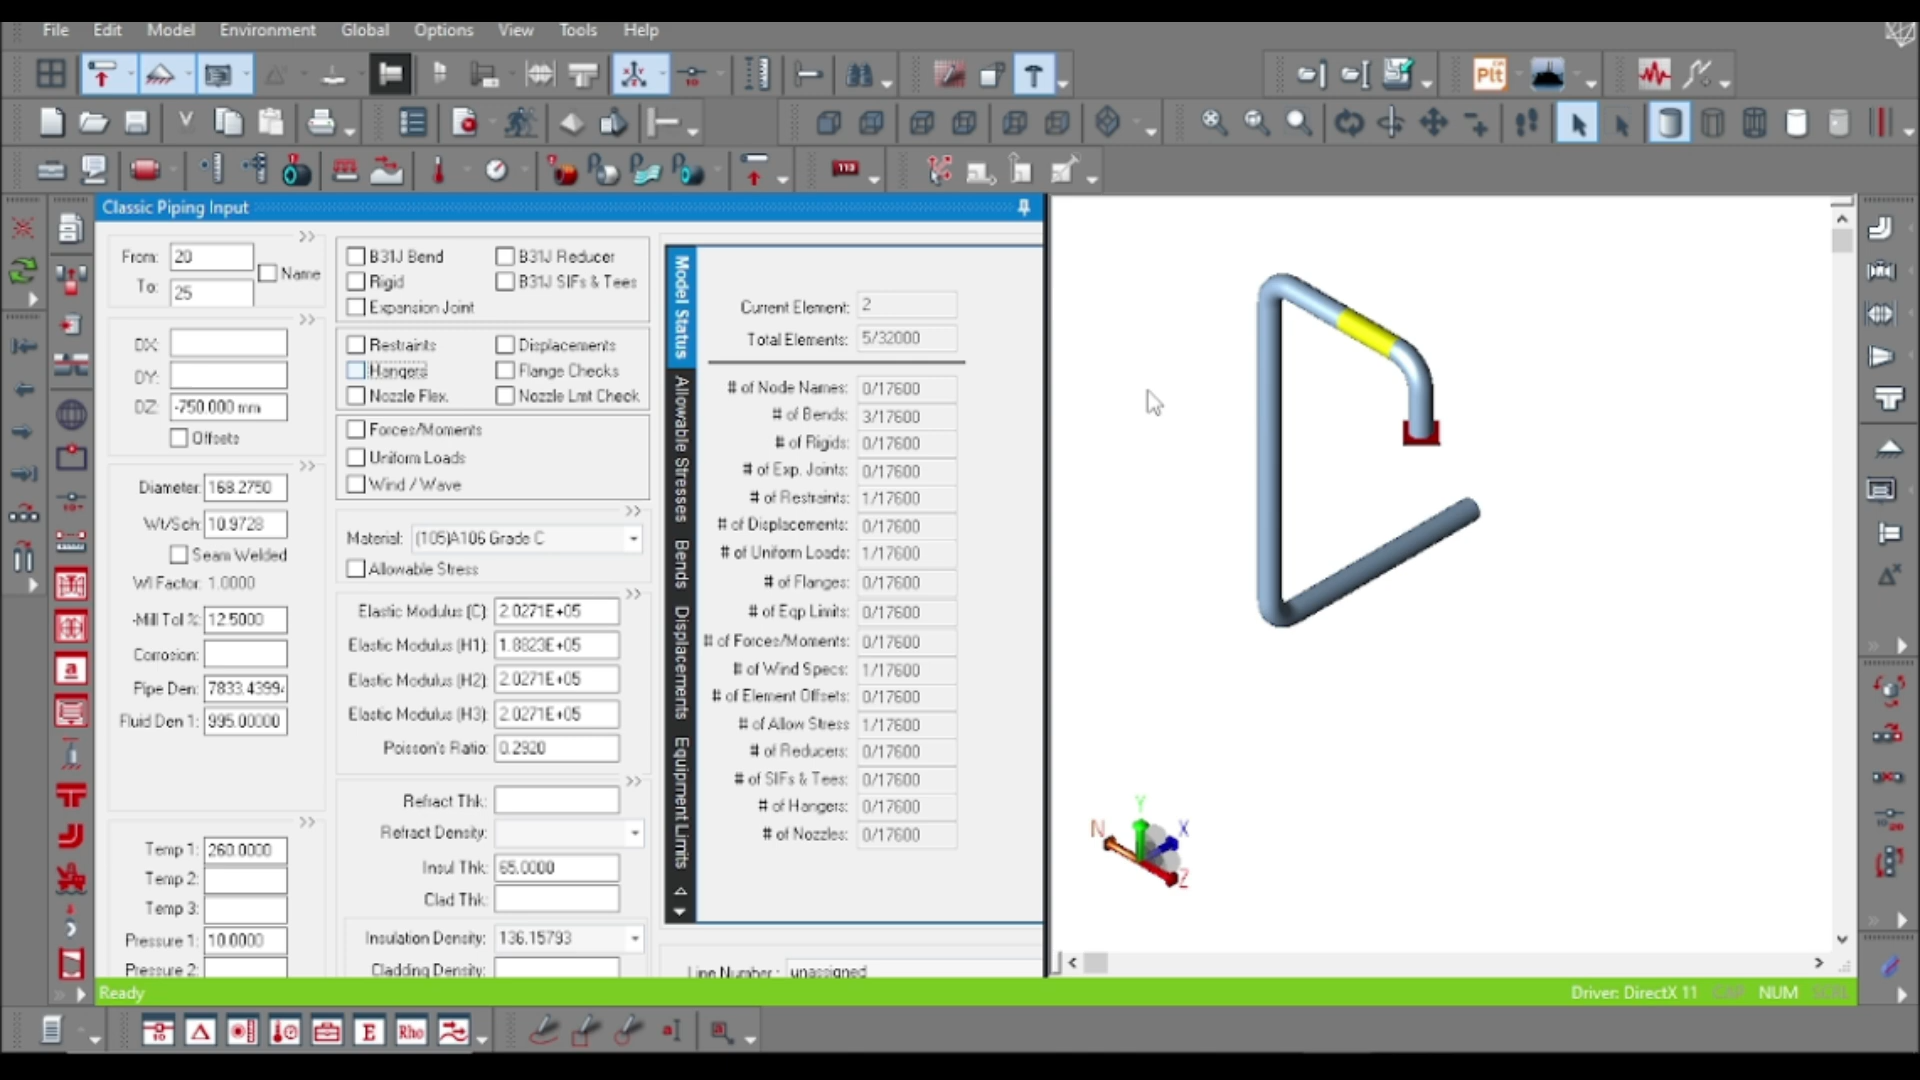 File Edit Model Environment Global Options View Tools Help
Plt
113
Classic Piping Input
From: 20
To: 25
Name
DX:
DY:
DZ: -750.000 mm
Offsets
Diameter: 168.2750
Wt/Sch: 10.9728
Seam Welded
WI Factor: 1.0000
-Mill Tol %: 12.5000
Corrosion:
Pipe Den: 7833.4399
Fluid Den 1: 995.00000
Temp 1: 260.0000
Temp 2:
Temp 3:
Pressure 1: 10.0000
Pressure 2:
B31J Bend
B31J Reducer
Rigid
B31J SIFs & Tees
Expansion Joint
Restraints
Displacements
Hangers
Flange Checks
Nozzle Flex.
Nozzle Lmt Check
Forces/Moments
Uniform Loads
Wind / Wave
Material: (105)A106 Grade C
Allowable Stress
Elastic Modulus (C): 2.0271E+05
Elastic Modulus (H1): 1.8823E+05
Elastic Modulus (H2): 2.0271E+05
Elastic Modulus (H3): 2.0271E+05
Poisson's Ratio: 0.2920
Refract Thk:
Refract Density:
Insul Thk: 65.0000
Clad Thk:
Insulation Density: 136.15793
Cladding Density:
Model Status
Allowable Stresses
Bends
Displacements
Equipment Limits
Current Element: 2
Total Elements: 5/32000
# of Node Names: 0/17600
# of Bends: 3/17600
# of Rigids: 0/17600
# of Exp. Joints: 0/17600
# of Restraints: 1/17600
# of Displacements: 0/17600
# of Uniform Loads: 1/17600
# of Flanges: 0/17600
# of Eqp Limits: 0/17600
# of Forces/Moments: 0/17600
# of Wind Specs: 1/17600
# of Element Offsets: 0/17600
# of Allow Stress 1/17600
# of Reducers: 0/17600
# of SIFs & Tees: 0/17600
# of Hangers: 0/17600
# of Nozzles: 0/17600
Line Number : unassigned
N
Y
X
Z
Ready
Driver: DirectX 11
NUM
E
Rho
a